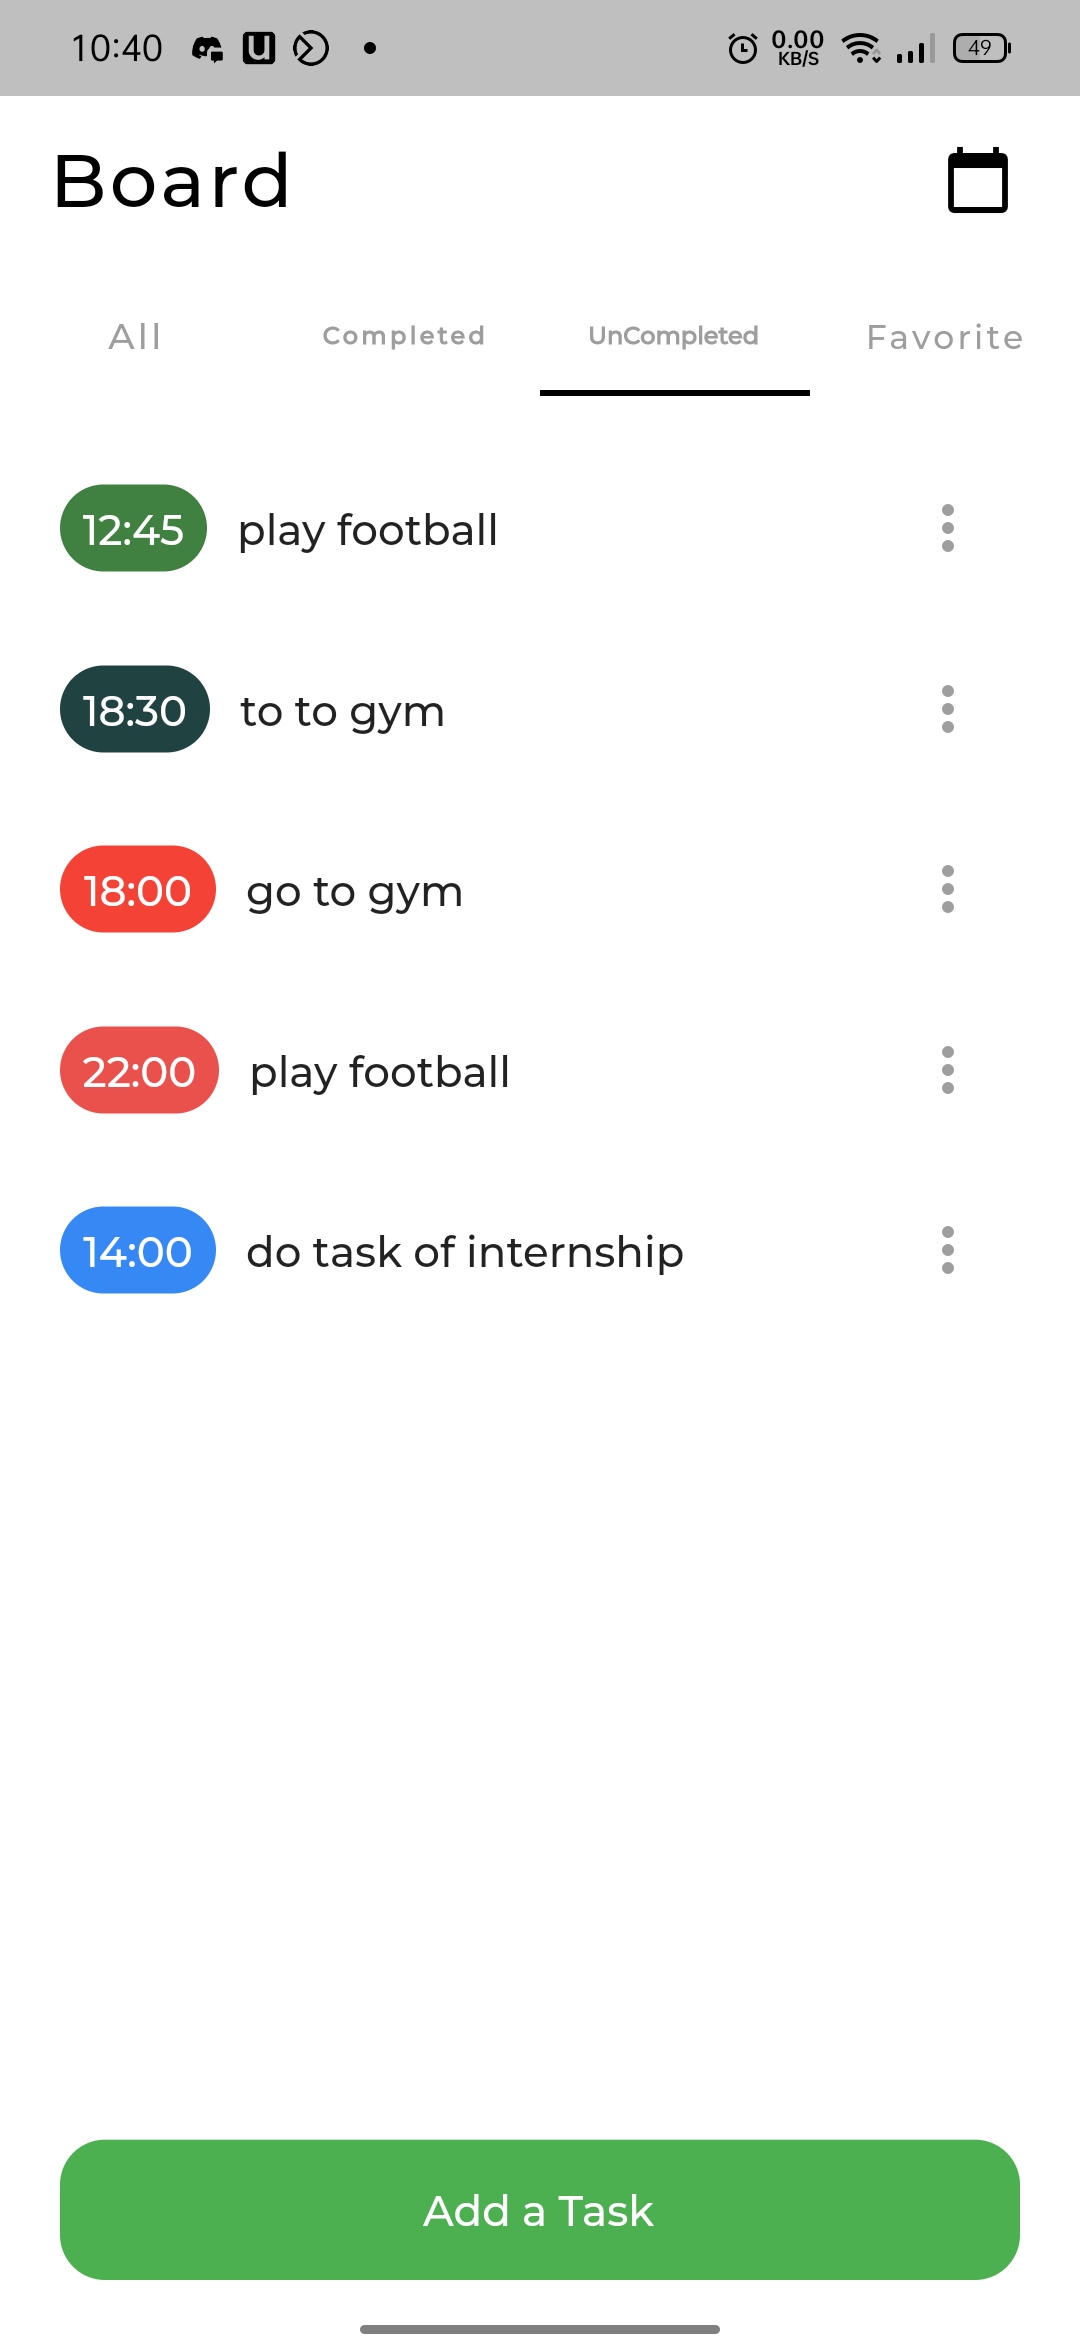 10:40 0.00 KB/S 49
Board
All Completed UnCompleted Favorite
12:45 play football
18:30 to to gym
18:00 go to gym
22:00 play football
14:00 do task of internship
Add a Task